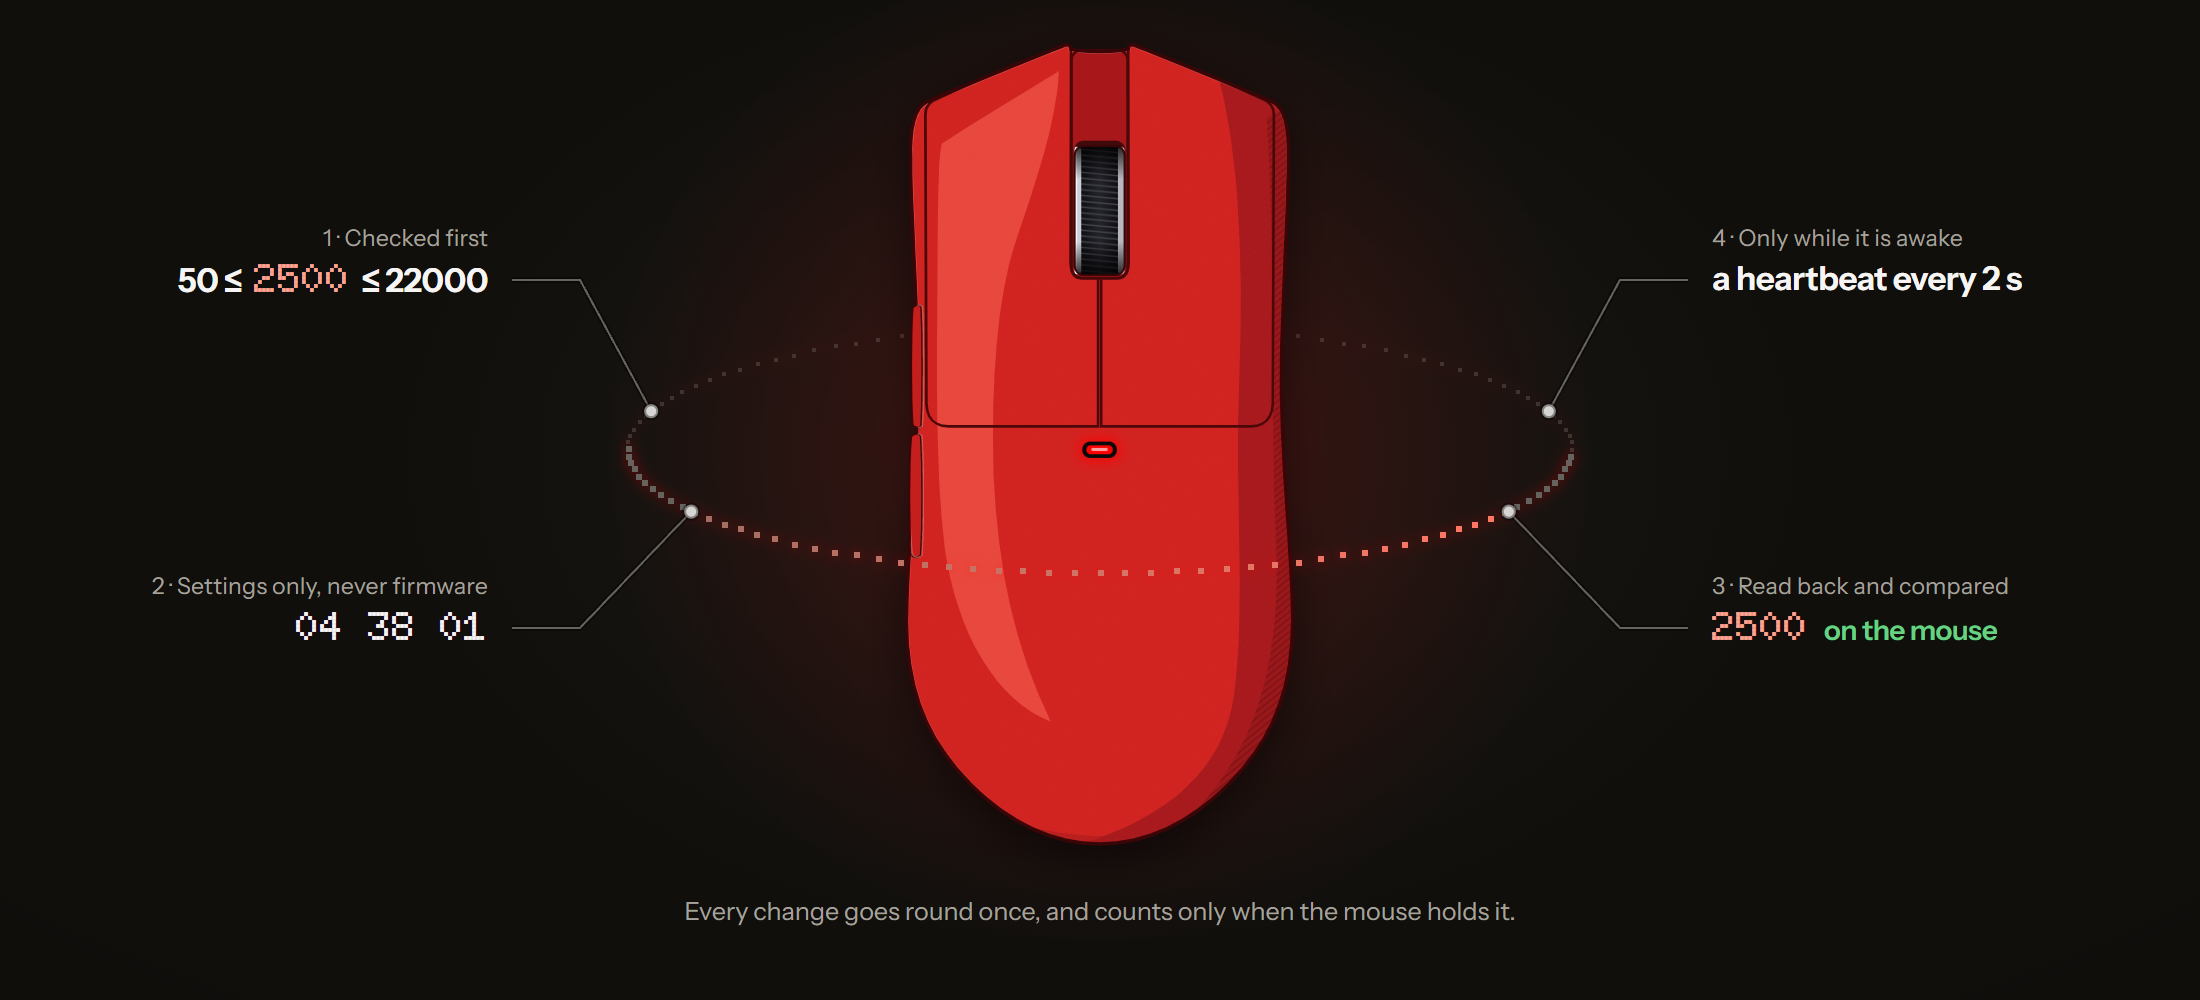 1 · Checked first
50 ≤ 2500 ≤ 22000
2 · Settings only, never firmware
04 38 01
4 · Only while it is awake
a heartbeat every 2 s
3 · Read back and compared
2500 on the mouse
Every change goes round once, and counts only when the mouse holds it.